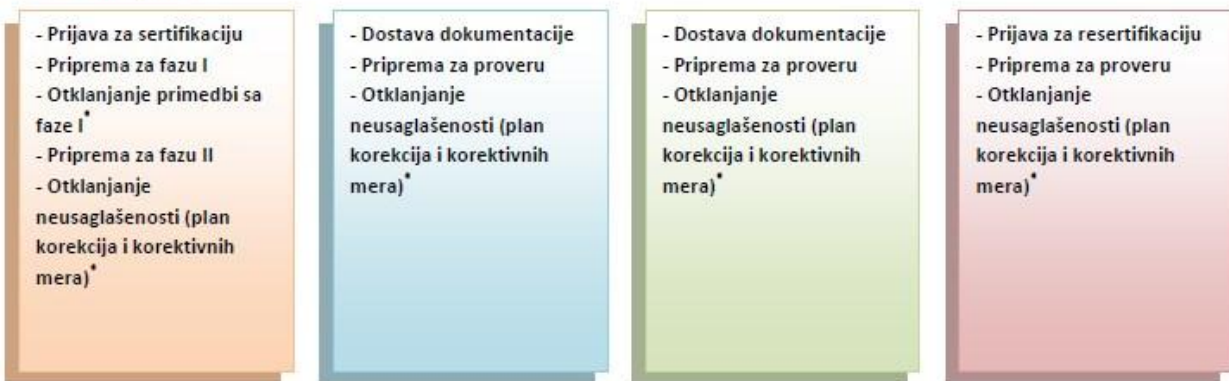 - Prijava za sertifikaciju
- Priprema za fazu I
- Otklanjanje primedbi sa
faze I*
- Priprema za fazu II
- Otklanjanje
neusaglašenosti (plan
korekcija i korektivnih
mera)*
- Dostava dokumentacije
- Priprema za proveru
- Otklanjanje
neusaglašenosti (plan
korekcija i korektivnih
mera)*
- Dostava dokumentacije
- Priprema za proveru
- Otklanjanje
neusaglašenosti (plan
korekcija i korektivnih
mera)*
- Prijava za resertifikaciju
- Priprema za proveru
- Otklanjanje
neusaglašenosti (plan
korekcija i korektivnih
mera)*